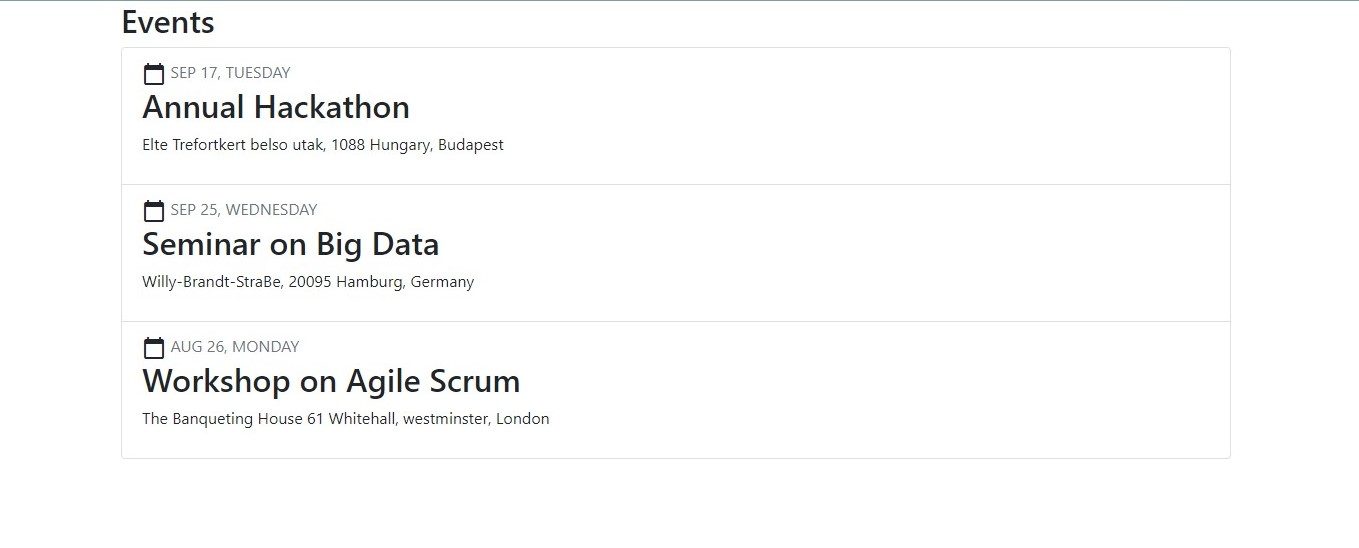 Events
SEP 17, TUESDAY
Annual Hackathon
Elte Trefortkert belso utak, 1088 Hungary, Budapest
SEP 25, WEDNESDAY
Seminar on Big Data
Willy-Brandt-StraBe, 20095 Hamburg, Germany
AUG 26, MONDAY
Workshop on Agile Scrum
The Banqueting House 61 Whitehall, westminster, London